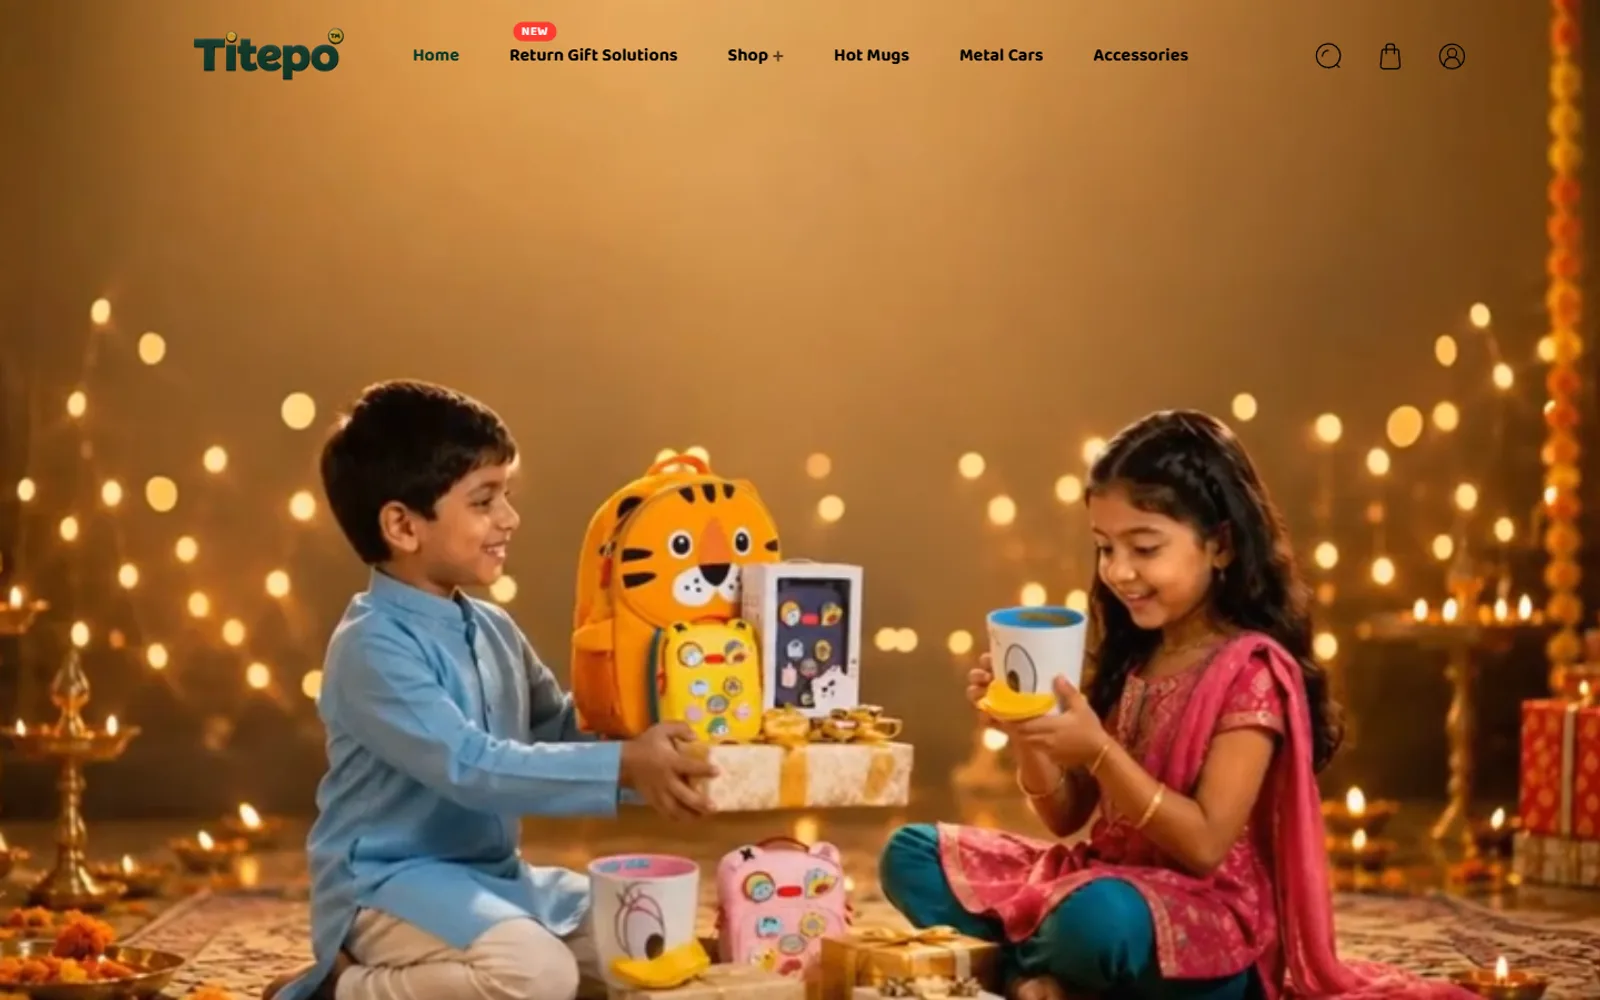 Titepo TM
Home
NEW
Return Gift Solutions
Shop +
Hot Mugs
Metal Cars
Accessories